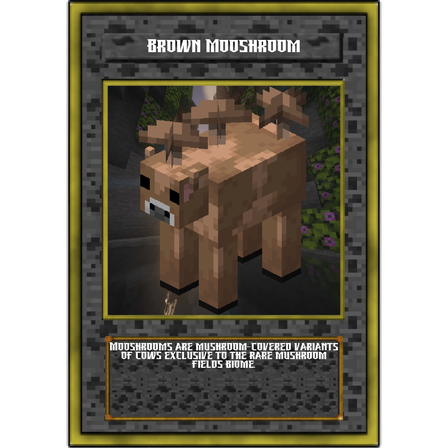 BROWN MOOSHROOM
MOOSHROOMS ARE MUSHROOM-COVERED VARIANTS
OF COWS EXCLUSIVE TO THE RARE MUSHROOM
FIELDS BIOME